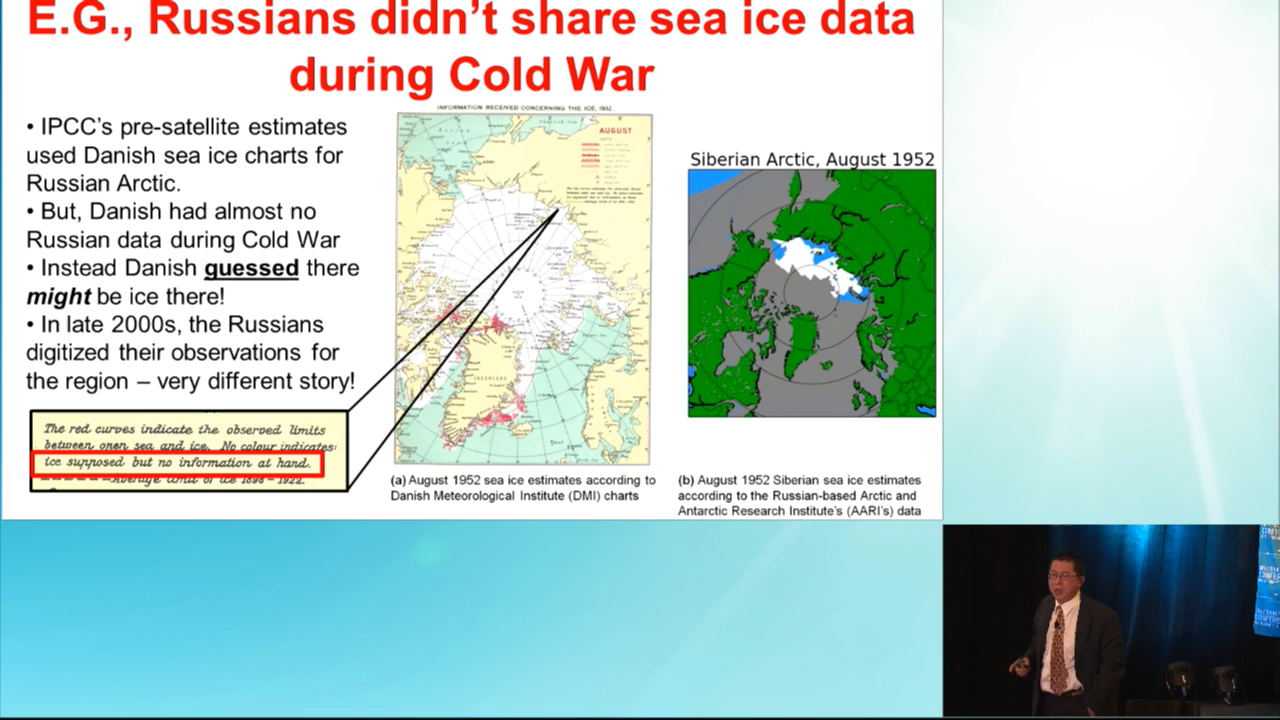 E.G., Russians didn't share sea ice data
during Cold War
• IPCC's pre-satellite estimates
used Danish sea ice charts for
Russian Arctic.
• But, Danish had almost no
Russian data during Cold War
• Instead Danish guessed there
might be ice there!
• In late 2000s, the Russians
digitized their observations for
the region – very different story!
The red curves indicate the observed limits
between open sea and ice. No colour indicates:
ice supposed but no information at hand.
Average limit of ice 1898 – 1922.
INFORMATION RECEIVED CONCERNING THE ICE, 1952.
AUGUST
GREENLAND
(a) August 1952 sea ice estimates according to
Danish Meteorological Institute (DMI) charts
Siberian Arctic, August 1952
(b) August 1952 Siberian sea ice estimates
according to the Russian-based Arctic and
Antarctic Research Institute's (AARI's) data